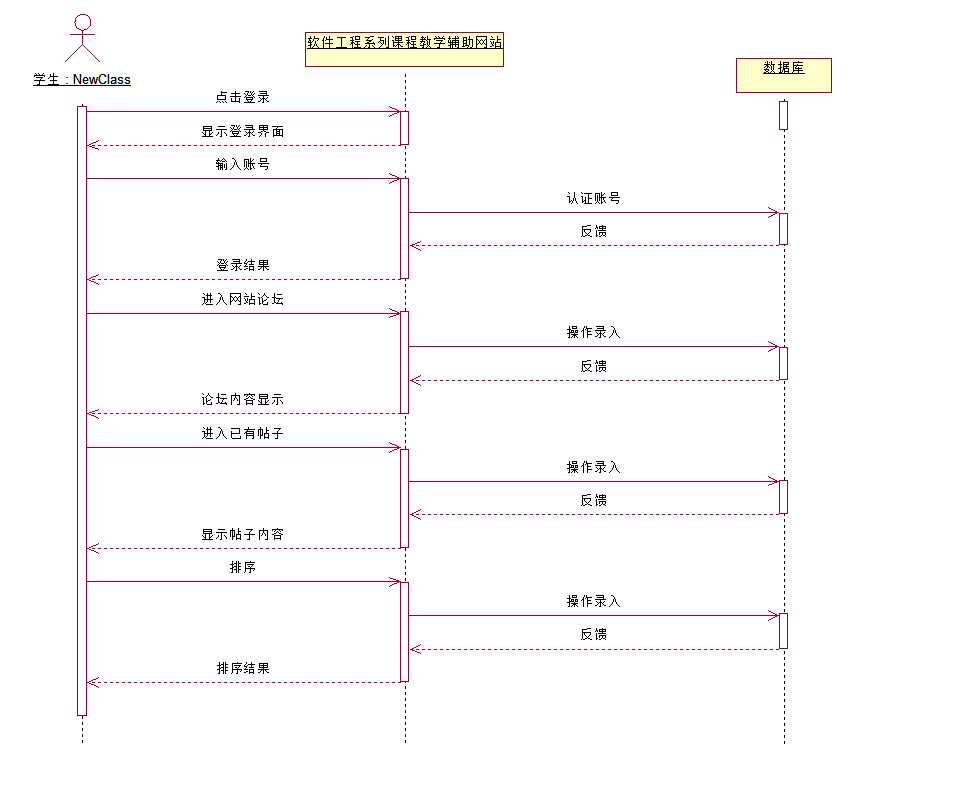 软件工程系列课程教学辅助网站
数据库
学生 : NewClass
点击登录
显示登录界面
输入账号
认证账号
反馈
登录结果
进入网站论坛
操作录入
反馈
论坛内容显示
进入已有帖子
操作录入
反馈
显示帖子内容
排序
操作录入
反馈
排序结果